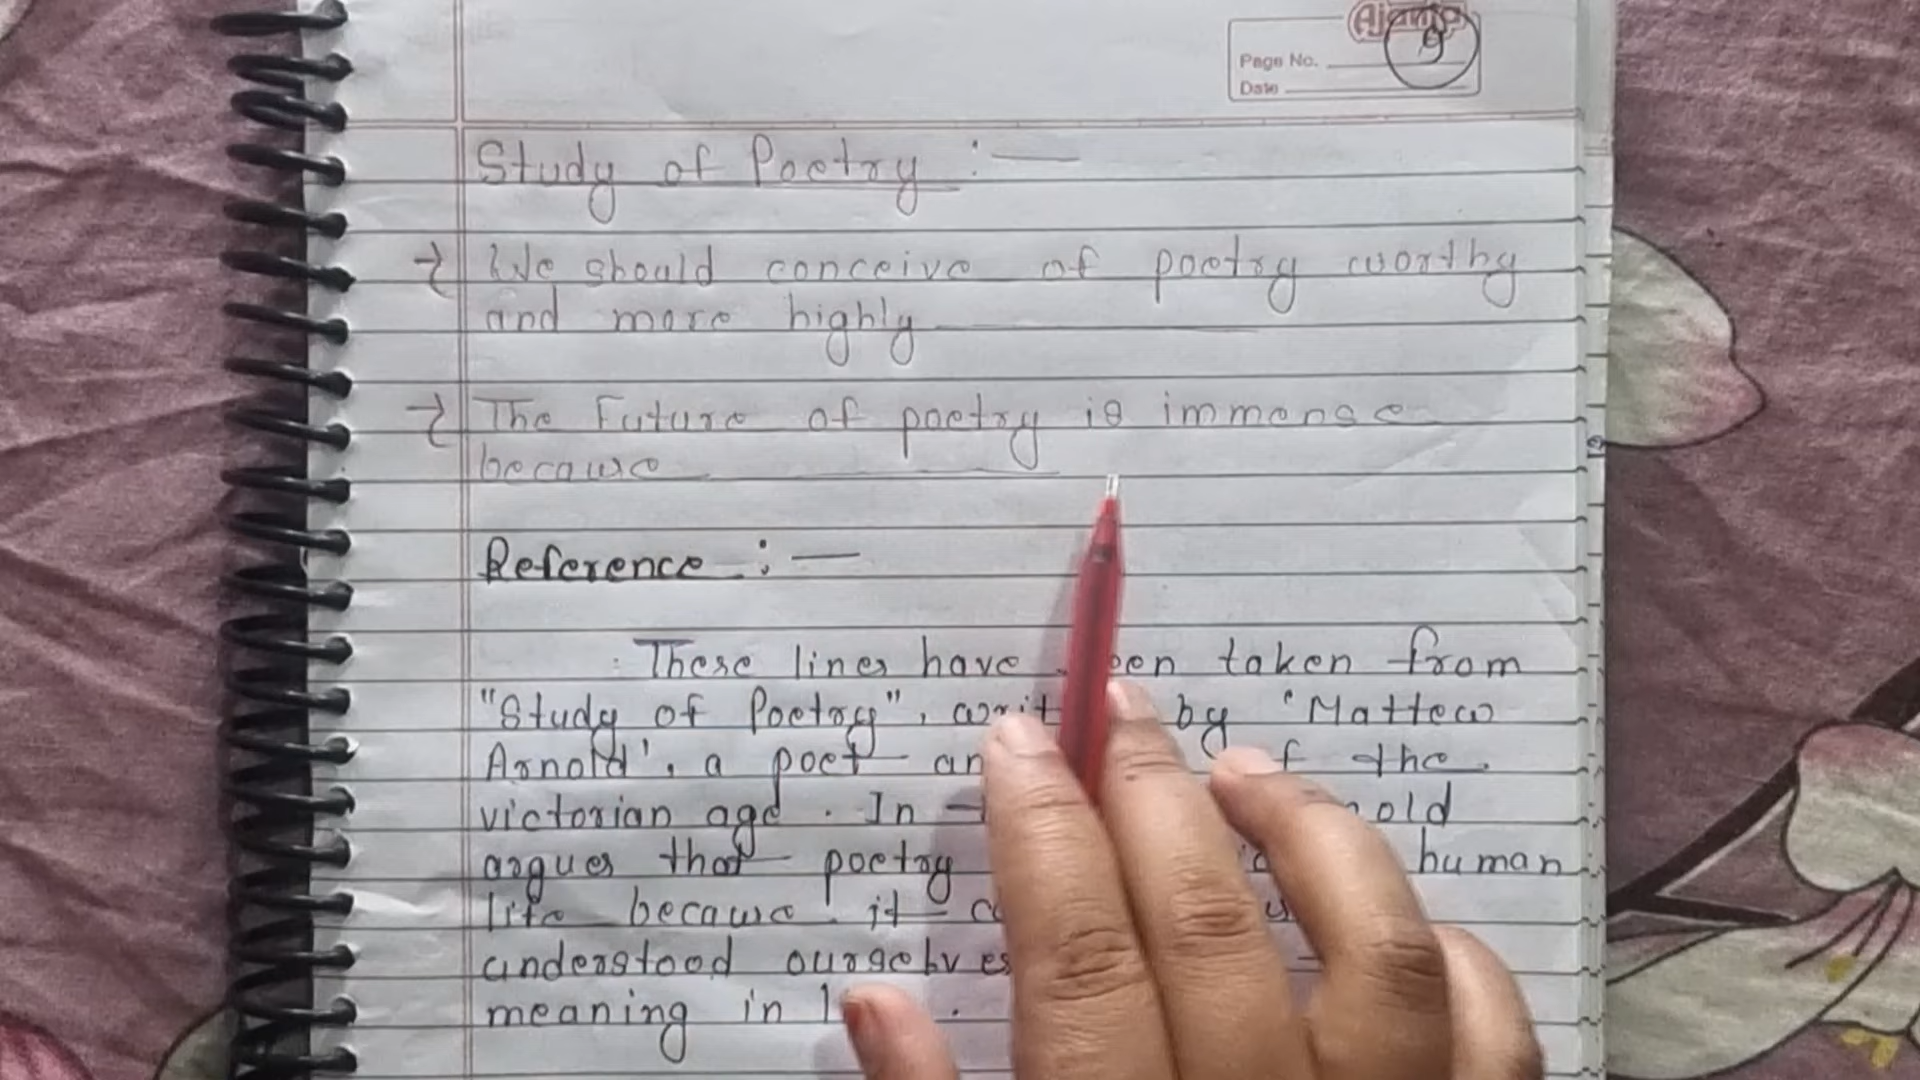 Ajanta
9
Page No.
Date
Study of Poetry :—
→ We should conceive of poetry worthy
and more highly
→ The Future of poetry is immense
because
Reference :—
These lines have been taken from
"Study of Poetry", by 'Mattew
Arnold', a poet the.
victorian age. In
argues that poetry human
life because it
understood ourselves
meaning in